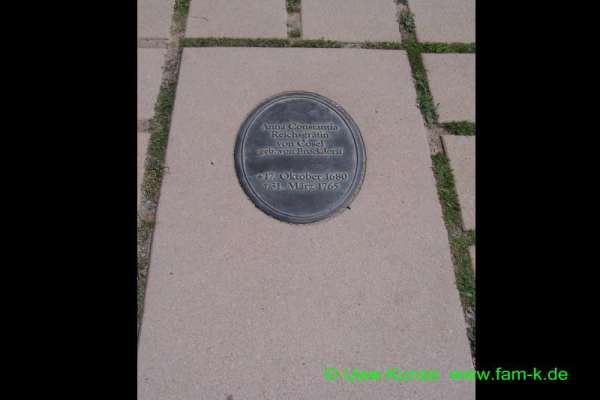 Anna Constantia
Reichsgräfin
von Cosel
geb. von Brockdorff
* 17. Oktober 1680
† 31. März 1765
© Uwe Kunze www.fam-k.de